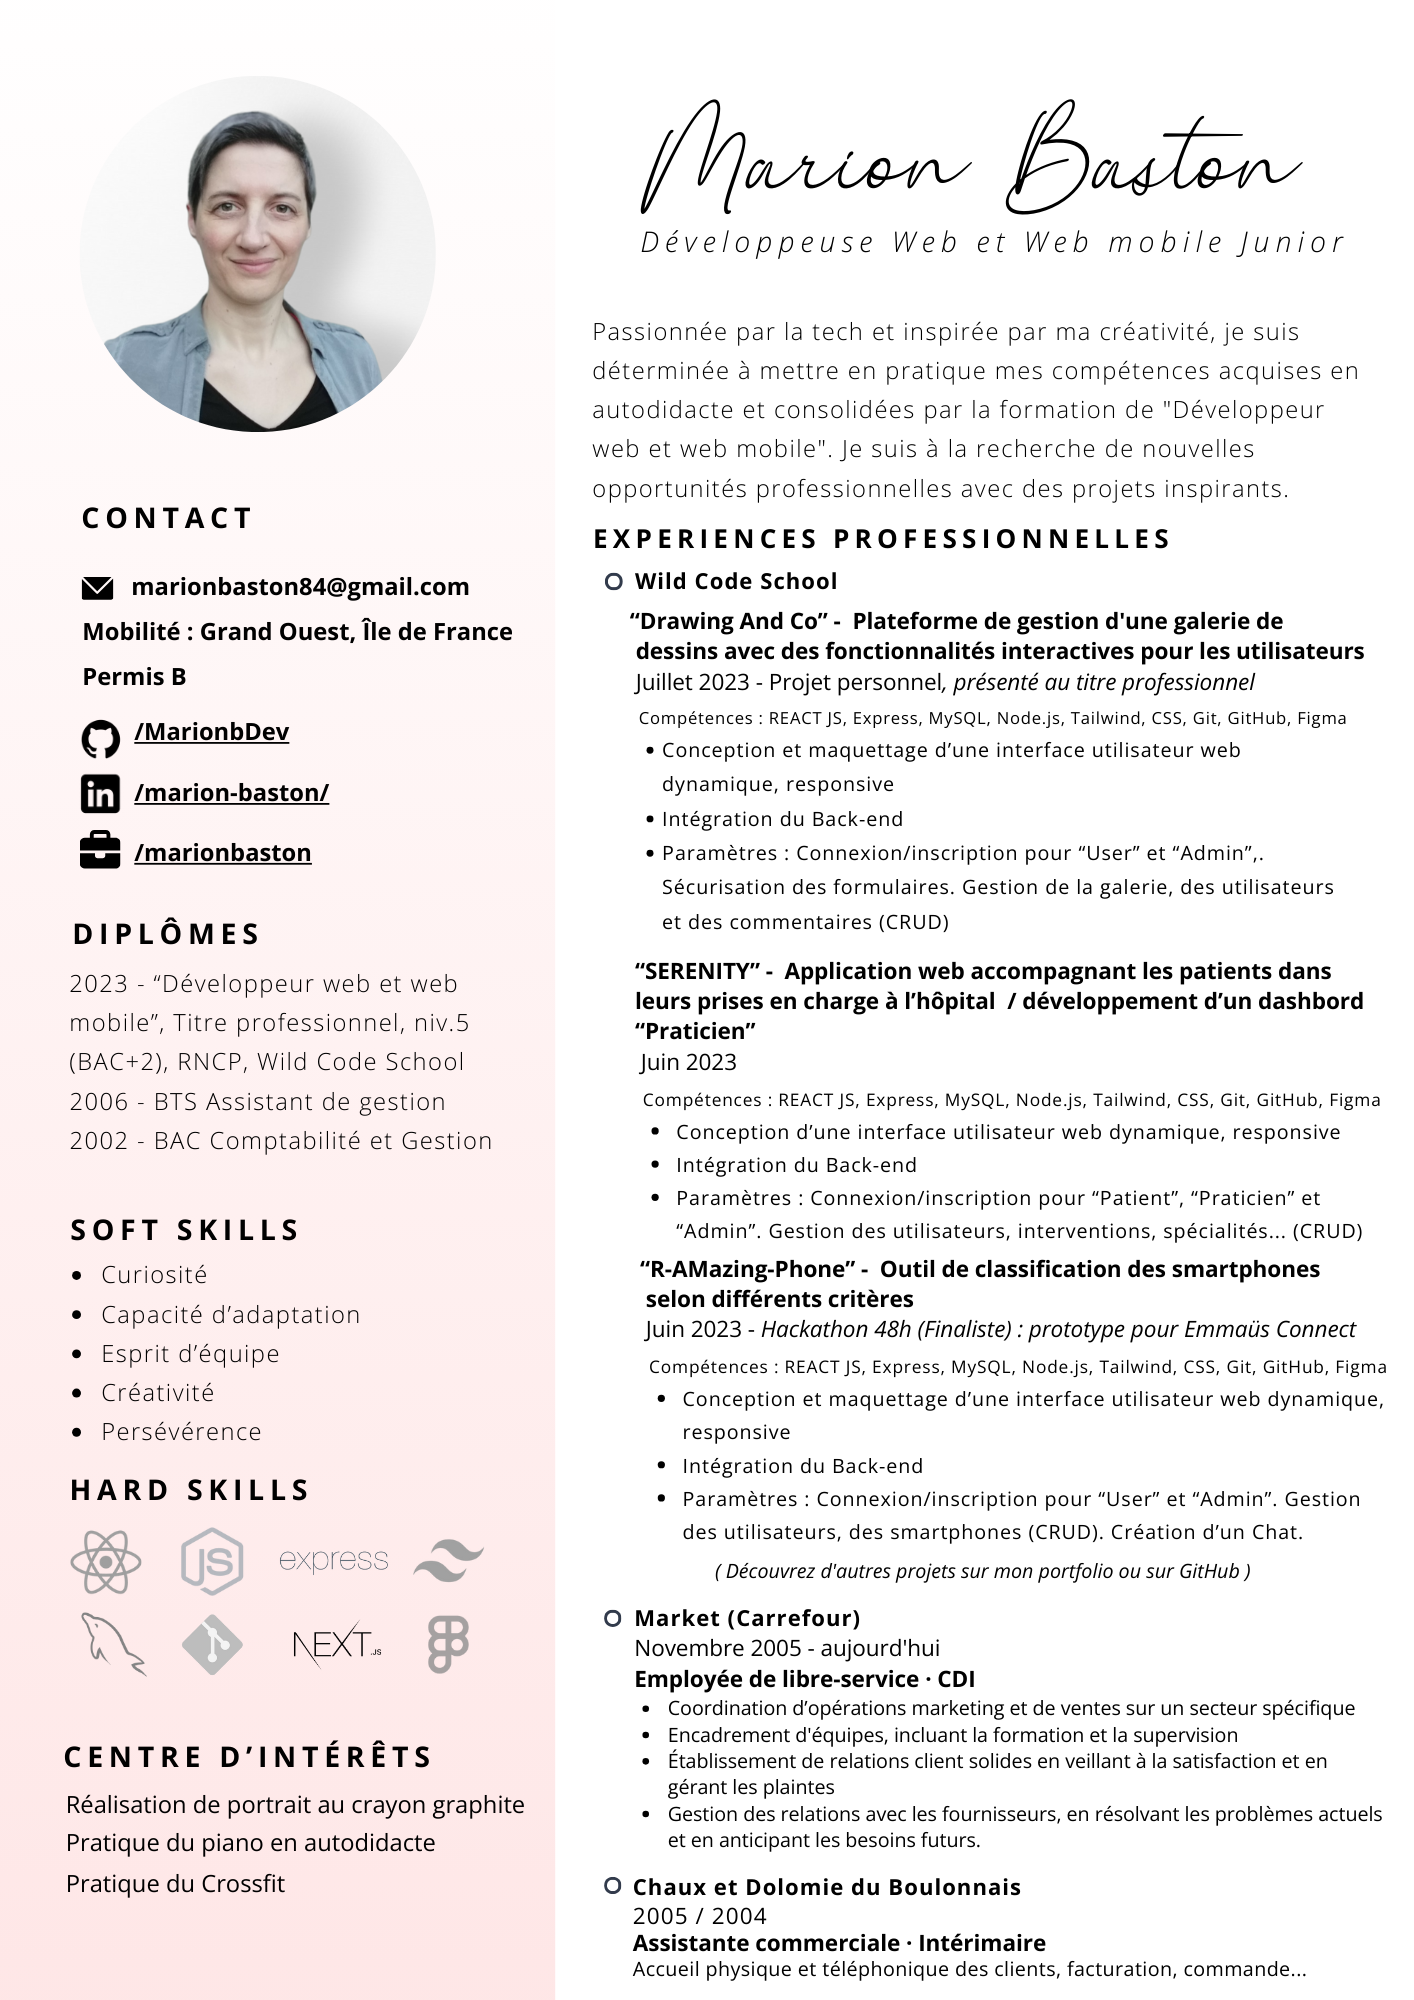 Marion Baston
Développeuse Web et Web mobile Junior
CONTACT
marionbaston84@gmail.com
Mobilité : Grand Ouest, Île de France
Permis B
/MarionbDev
/marion-baston/
/marionbaston
DIPLÔMES
2023 - “Développeur web et web
mobile”, Titre professionnel, niv.5
(BAC+2), RNCP, Wild Code School
2006 - BTS Assistant de gestion
2002 - BAC Comptabilité et Gestion
SOFT SKILLS
• Curiosité
• Capacité d’adaptation
• Esprit d’équipe
• Créativité
• Persévérence
HARD SKILLS
JS
express
NEXT.JS
CENTRE D’INTÉRÊTS
Réalisation de portrait au crayon graphite
Pratique du piano en autodidacte
Pratique du Crossfit
Passionnée par la tech et inspirée par ma créativité, je suis
déterminée à mettre en pratique mes compétences acquises en
autodidacte et consolidées par la formation de "Développeur
web et web mobile". Je suis à la recherche de nouvelles
opportunités professionnelles avec des projets inspirants.
EXPERIENCES PROFESSIONNELLES
Wild Code School
“Drawing And Co” - Plateforme de gestion d'une galerie de
dessins avec des fonctionnalités interactives pour les utilisateurs
Juillet 2023 - Projet personnel, présenté au titre professionnel
Compétences : REACT JS, Express, MySQL, Node.js, Tailwind, CSS, Git, GitHub, Figma
• Conception et maquettage d’une interface utilisateur web
dynamique, responsive
• Intégration du Back-end
• Paramètres : Connexion/inscription pour “User” et “Admin”,.
Sécurisation des formulaires. Gestion de la galerie, des utilisateurs
et des commentaires (CRUD)
“SERENITY” - Application web accompagnant les patients dans
leurs prises en charge à l’hôpital / développement d’un dashbord
“Praticien”
Juin 2023
Compétences : REACT JS, Express, MySQL, Node.js, Tailwind, CSS, Git, GitHub, Figma
• Conception d’une interface utilisateur web dynamique, responsive
• Intégration du Back-end
• Paramètres : Connexion/inscription pour “Patient”, “Praticien” et
“Admin”. Gestion des utilisateurs, interventions, spécialités... (CRUD)
“R-AMazing-Phone” - Outil de classification des smartphones
selon différents critères
Juin 2023 - Hackathon 48h (Finaliste) : prototype pour Emmaüs Connect
Compétences : REACT JS, Express, MySQL, Node.js, Tailwind, CSS, Git, GitHub, Figma
• Conception et maquettage d’une interface utilisateur web dynamique,
responsive
• Intégration du Back-end
• Paramètres : Connexion/inscription pour “User” et “Admin”. Gestion
des utilisateurs, des smartphones (CRUD). Création d’un Chat.
( Découvrez d'autres projets sur mon portfolio ou sur GitHub )
Market (Carrefour)
Novembre 2005 - aujourd'hui
Employée de libre-service · CDI
• Coordination d’opérations marketing et de ventes sur un secteur spécifique
• Encadrement d'équipes, incluant la formation et la supervision
• Établissement de relations client solides en veillant à la satisfaction et en
gérant les plaintes
• Gestion des relations avec les fournisseurs, en résolvant les problèmes actuels
et en anticipant les besoins futurs.
Chaux et Dolomie du Boulonnais
2005 / 2004
Assistante commerciale · Intérimaire
Accueil physique et téléphonique des clients, facturation, commande...